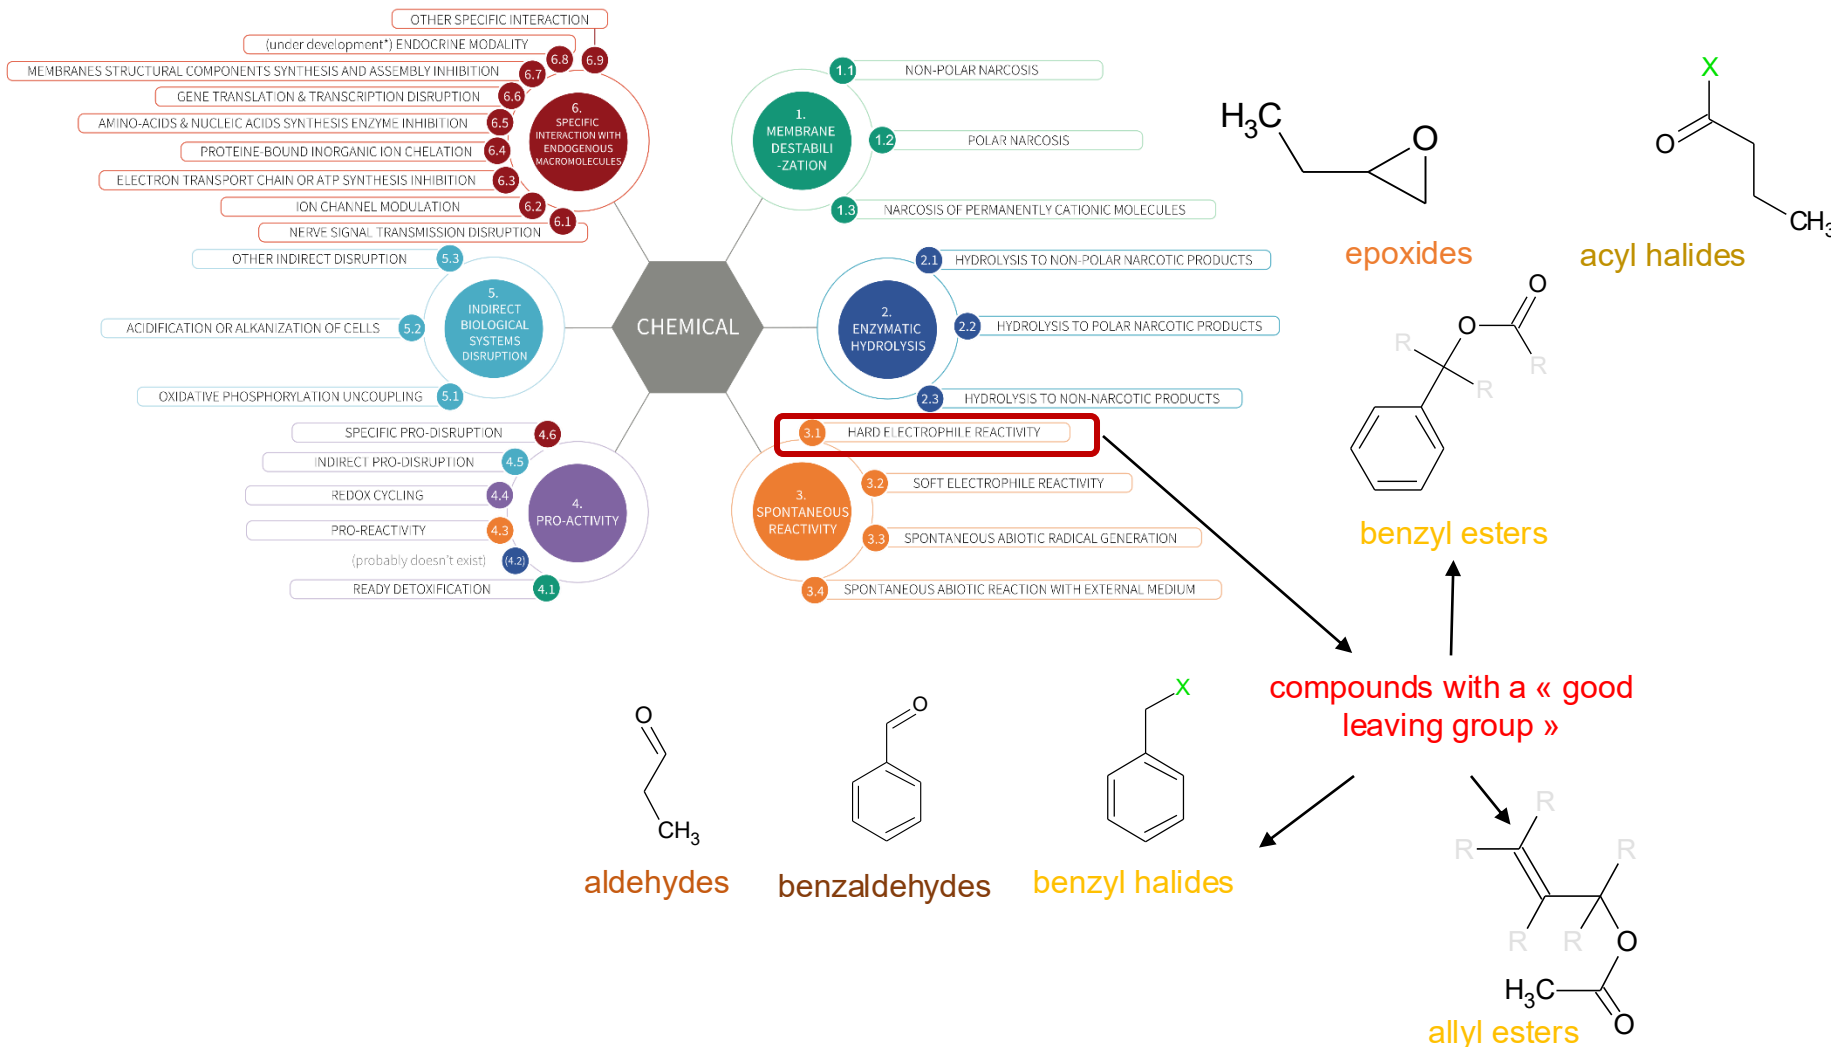 OTHER SPECIFIC INTERACTION
(under development*) ENDOCRINE MODALITY
MEMBRANES STRUCTURAL COMPONENTS SYNTHESIS AND ASSEMBLY INHIBITION
GENE TRANSLATION & TRANSCRIPTION DISRUPTION
AMINO-ACIDS & NUCLEIC ACIDS SYNTHESIS ENZYME INHIBITION
PROTEINE-BOUND INORGANIC ION CHELATION
ELECTRON TRANSPORT CHAIN OR ATP SYNTHESIS INHIBITION
ION CHANNEL MODULATION
NERVE SIGNAL TRANSMISSION DISRUPTION
6.9
6.8
6.7
6.6
6.5
6.4
6.3
6.2
6.1
6.
SPECIFIC
INTERACTION WITH
ENDOGENOUS
MACROMOLECULES
1.
MEMBRANE
DESTABILI
-ZATION
1.1
NON-POLAR NARCOSIS
1.2
POLAR NARCOSIS
1.3
NARCOSIS OF PERMANENTLY CATIONIC MOLECULES
OTHER INDIRECT DISRUPTION
5.3
ACIDIFICATION OR ALKANIZATION OF CELLS
5.2
OXIDATIVE PHOSPHORYLATION UNCOUPLING
5.1
5.
INDIRECT
BIOLOGICAL
SYSTEMS
DISRUPTION
CHEMICAL
2.
ENZYMATIC
HYDROLYSIS
2.1
HYDROLYSIS TO NON-POLAR NARCOTIC PRODUCTS
2.2
HYDROLYSIS TO POLAR NARCOTIC PRODUCTS
2.3
HYDROLYSIS TO NON-NARCOTIC PRODUCTS
SPECIFIC PRO-DISRUPTION
4.6
INDIRECT PRO-DISRUPTION
4.5
REDOX CYCLING
4.4
PRO-REACTIVITY
4.3
(probably doesn't exist)
(4.2)
READY DETOXIFICATION
4.1
4.
PRO-ACTIVITY
3.
SPONTANEOUS
REACTIVITY
3.1
HARD ELECTROPHILE REACTIVITY
3.2
SOFT ELECTROPHILE REACTIVITY
3.3
SPONTANEOUS ABIOTIC RADICAL GENERATION
3.4
SPONTANEOUS ABIOTIC REACTION WITH EXTERNAL MEDIUM
H3C
O
epoxides
X
O
CH3
acyl halides
O
O
R
R
R
benzyl esters
compounds with a « good
leaving group »
O
CH3
aldehydes
O
benzaldehydes
X
benzyl halides
R
R
R
R
R
O
H3C
O
allyl esters